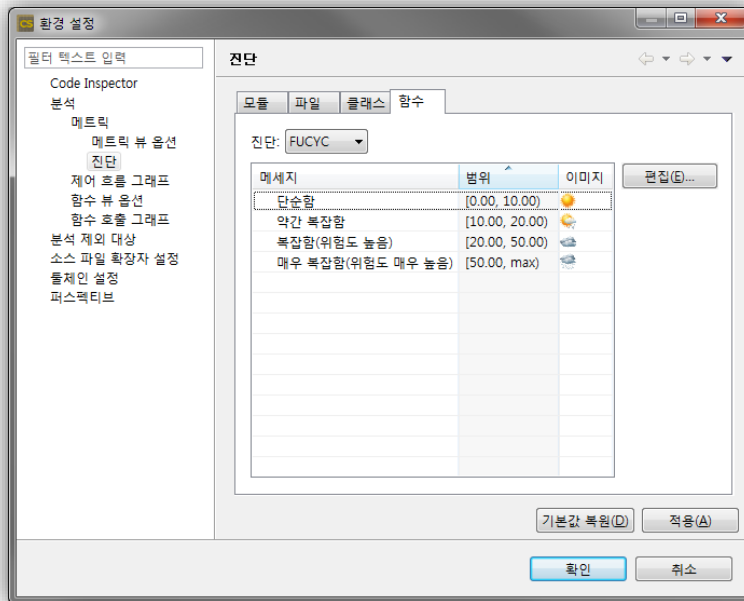 CS 환경 설정
필터 텍스트 입력
Code Inspector
분석
메트릭
메트릭 뷰 옵션
진단
제어 흐름 그래프
함수 뷰 옵션
함수 호출 그래프
분석 제외 대상
소스 파일 확장자 설정
툴체인 설정
퍼스펙티브
진단
모듈 파일 클래스 함수
진단: FUCYC
메세지 범위 이미지
단순함 [0.00, 10.00)
약간 복잡함 [10.00, 20.00)
복잡함(위험도 높음) [20.00, 50.00)
매우 복잡함(위험도 매우 높음) [50.00, max)
편집(E)...
기본값 복원(D) 적용(A)
확인 취소